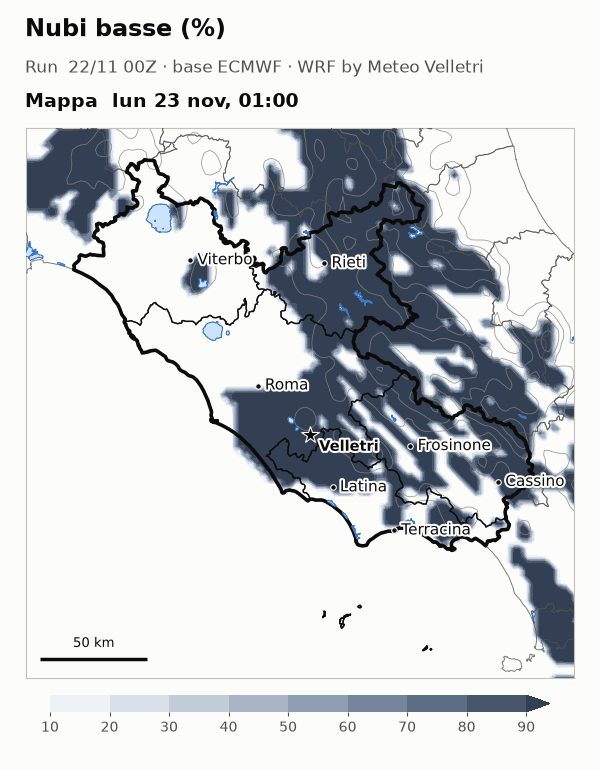 Nubi basse (%)
Run  22/11 00Z · base ECMWF · WRF by Meteo Velletri
Mappa  lun 23 nov, 01:00
Viterbo
Rieti
Roma
Velletri
Frosinone
Cassino
Latina
Terracina
50 km
10 20 30 40 50 60 70 80 90